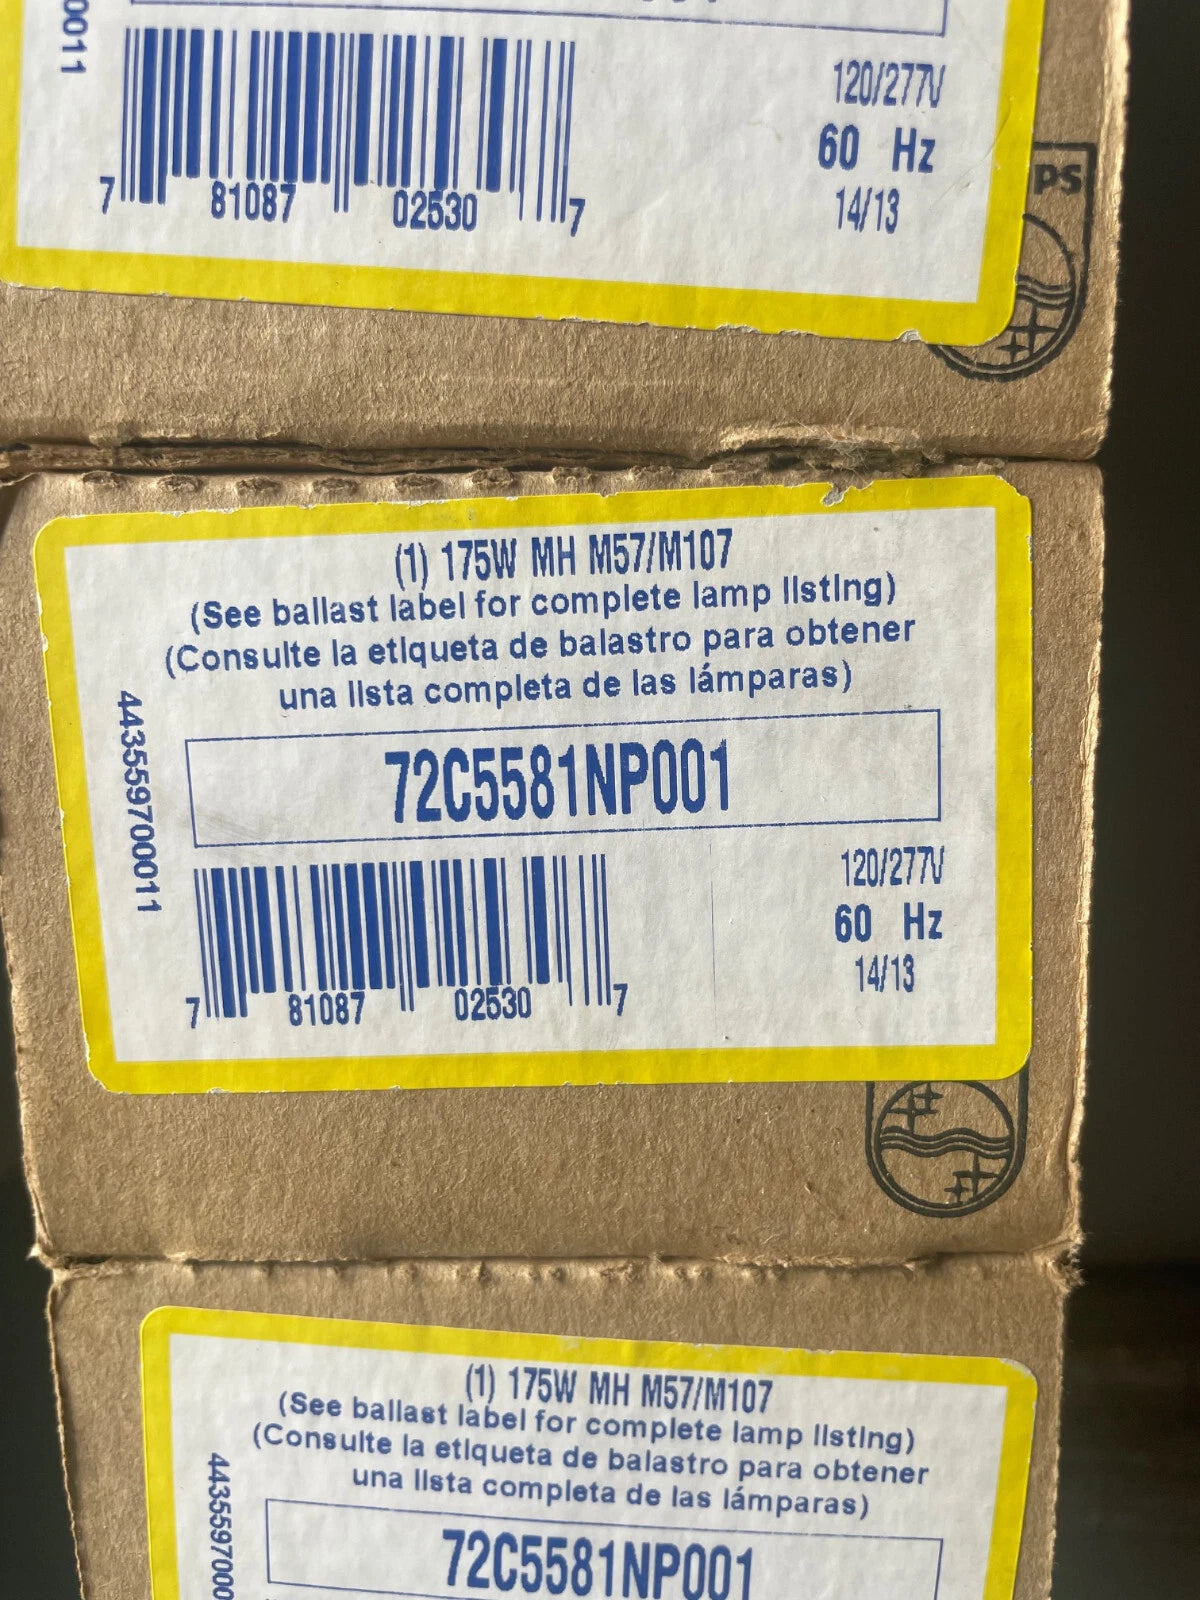 0011
120/277V
60 Hz
14/13
7 81087 02530 7
PS
(1) 175W MH M57/M107
(See ballast label for complete lamp listing)
(Consulte la etiqueta de balastro para obtener
una lista completa de las lámparas)
443559700011
72C5581NP001
120/277V
60 Hz
14/13
7 81087 02530 7
(1) 175W MH M57/M107
(See ballast label for complete lamp listing)
(Consulte la etiqueta de balastro para obtener
una lista completa de las lámparas)
4435597000
72C5581NP001